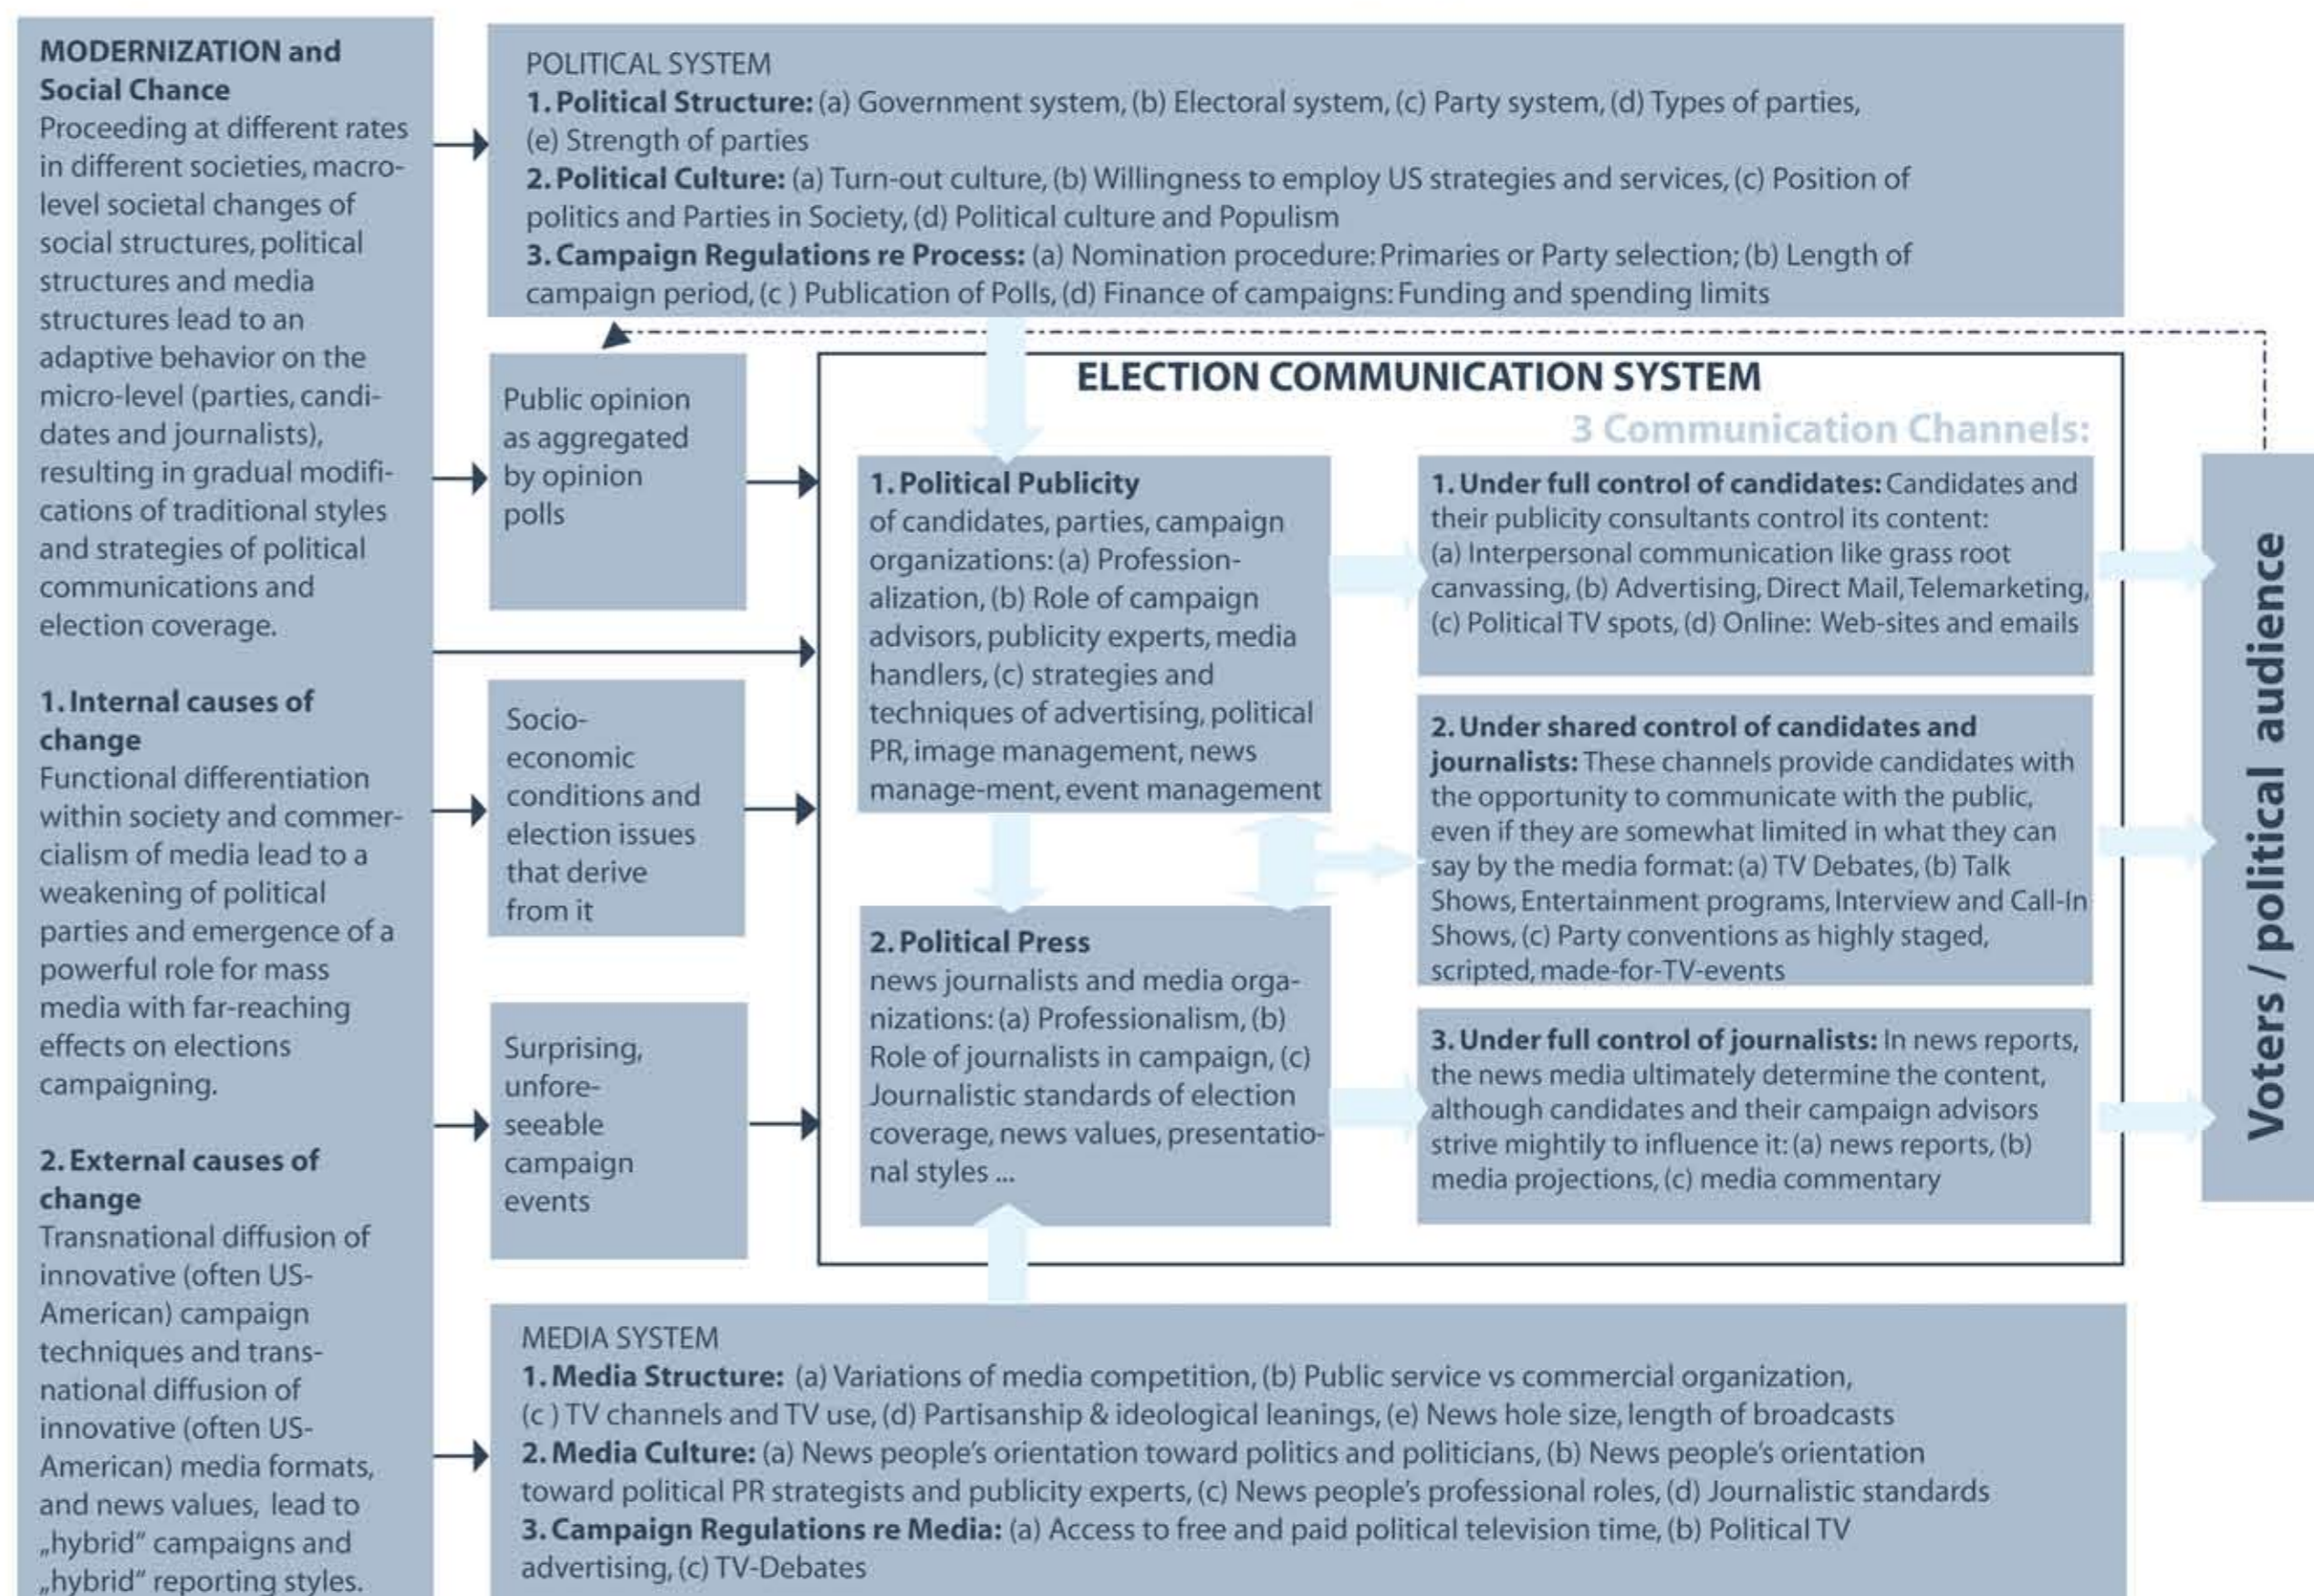 MODERNIZATION and
Social Chance
Proceeding at different rates
in different societies, macro-
level societal changes of
social structures, political
structures and media
structures lead to an
adaptive behavior on the
micro-level (parties, candi-
dates and journalists),
resulting in gradual modifi-
cations of traditional styles
and strategies of political
communications and
election coverage.
1. Internal causes of
change
Functional differentiation
within society and commer-
cialism of media lead to a
weakening of political
parties and emergence of a
powerful role for mass
media with far-reaching
effects on elections
campaigning.
2. External causes of
change
Transnational diffusion of
innovative (often US-
American) campaign
techniques and trans-
national diffusion of
innovative (often US-
American) media formats,
and news values, lead to
„hybrid“ campaigns and
„hybrid“ reporting styles.
POLITICAL SYSTEM
1. Political Structure: (a) Government system, (b) Electoral system, (c) Party system, (d) Types of parties,
(e) Strength of parties
2. Political Culture: (a) Turn-out culture, (b) Willingness to employ US strategies and services, (c) Position of
politics and Parties in Society, (d) Political culture and Populism
3. Campaign Regulations re Process: (a) Nomination procedure: Primaries or Party selection; (b) Length of
campaign period, (c ) Publication of Polls, (d) Finance of campaigns: Funding and spending limits
Public opinion
as aggregated
by opinion
polls
Socio-
economic
conditions and
election issues
that derive
from it
Surprising,
unfore-
seeable
campaign
events
ELECTION COMMUNICATION SYSTEM
3 Communication Channels:
1. Political Publicity
of candidates, parties, campaign
organizations: (a) Profession-
alization, (b) Role of campaign
advisors, publicity experts, media
handlers, (c) strategies and
techniques of advertising, political
PR, image management, news
manage-ment, event management
2. Political Press
news journalists and media orga-
nizations: (a) Professionalism, (b)
Role of journalists in campaign, (c)
Journalistic standards of election
coverage, news values, presentatio-
nal styles ...
1. Under full control of candidates: Candidates and
their publicity consultants control its content:
(a) Interpersonal communication like grass root
canvassing, (b) Advertising, Direct Mail, Telemarketing,
(c) Political TV spots, (d) Online: Web-sites and emails
2. Under shared control of candidates and
journalists: These channels provide candidates with
the opportunity to communicate with the public,
even if they are somewhat limited in what they can
say by the media format: (a) TV Debates, (b) Talk
Shows, Entertainment programs, Interview and Call-In
Shows, (c) Party conventions as highly staged,
scripted, made-for-TV-events
3. Under full control of journalists: In news reports,
the news media ultimately determine the content,
although candidates and their campaign advisors
strive mightily to influence it: (a) news reports, (b)
media projections, (c) media commentary
Voters / political audience
MEDIA SYSTEM
1. Media Structure: (a) Variations of media competition, (b) Public service vs commercial organization,
(c ) TV channels and TV use, (d) Partisanship & ideological leanings, (e) News hole size, length of broadcasts
2. Media Culture: (a) News people’s orientation toward politics and politicians, (b) News people’s orientation
toward political PR strategists and publicity experts, (c) News people’s professional roles, (d) Journalistic standards
3. Campaign Regulations re Media: (a) Access to free and paid political television time, (b) Political TV
advertising, (c) TV-Debates